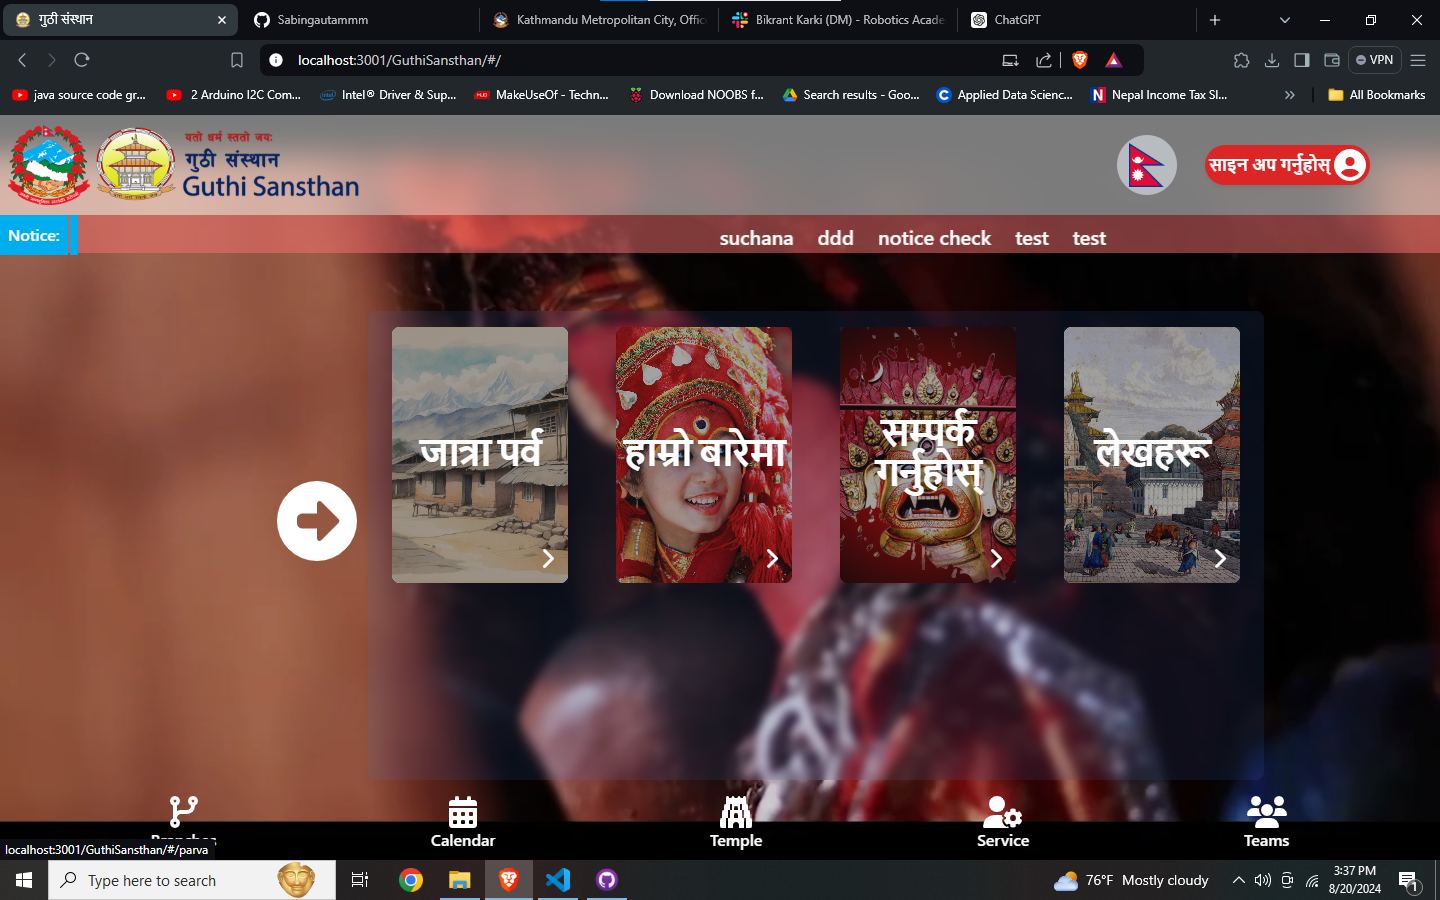 गुठी संस्थान
Sabingautammm
Kathmandu Metropolitan City, Offic
Bikrant Karki (DM) - Robotics Acade
ChatGPT
localhost:3001/GuthiSansthan/#/
VPN
java source code gr...
2 Arduino I2C Com...
Intel® Driver & Sup...
MakeUseOf - Techn...
Download NOOBS f...
Search results - Goo...
Applied Data Scienc...
Nepal Income Tax Sl...
All Bookmarks
यतो धर्म स्ततो जयः
गुठी संस्थान
Guthi Sansthan
साइन अप गर्नुहोस्
Notice:
suchana ddd notice check test test
जात्रा पर्व
हाम्रो बारेमा
सम्पर्क
गर्नुहोस्
लेखहरू
Branches
Calendar
Temple
Service
Teams
localhost:3001/GuthiSansthan/#/parva
Type here to search
76°F Mostly cloudy
3:37 PM
8/20/2024
1